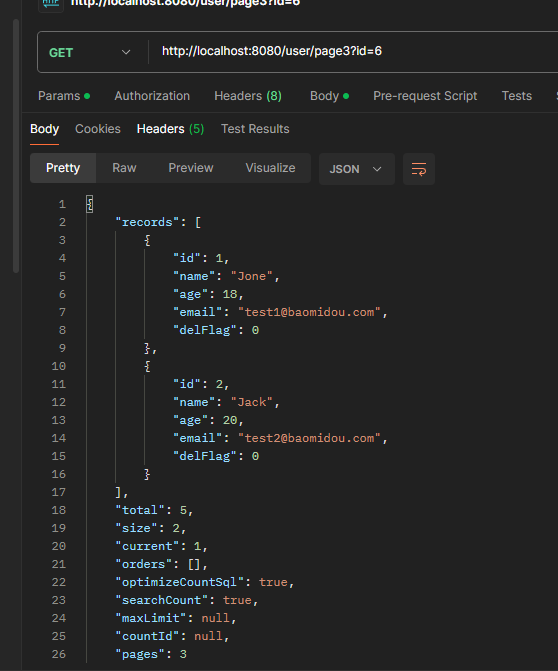 HTTP http://localhost:8080/user/page3?id=6
GET http://localhost:8080/user/page3?id=6
Params Authorization Headers (8) Body Pre-request Script Tests
Body Cookies Headers (5) Test Results
Pretty Raw Preview Visualize JSON
1 {
2 "records": [
3 {
4 "id": 1,
5 "name": "Jone",
6 "age": 18,
7 "email": "test1@baomidou.com",
8 "delFlag": 0
9 },
10 {
11 "id": 2,
12 "name": "Jack",
13 "age": 20,
14 "email": "test2@baomidou.com",
15 "delFlag": 0
16 }
17 ],
18 "total": 5,
19 "size": 2,
20 "current": 1,
21 "orders": [],
22 "optimizeCountSql": true,
23 "searchCount": true,
24 "maxLimit": null,
25 "countId": null,
26 "pages": 3